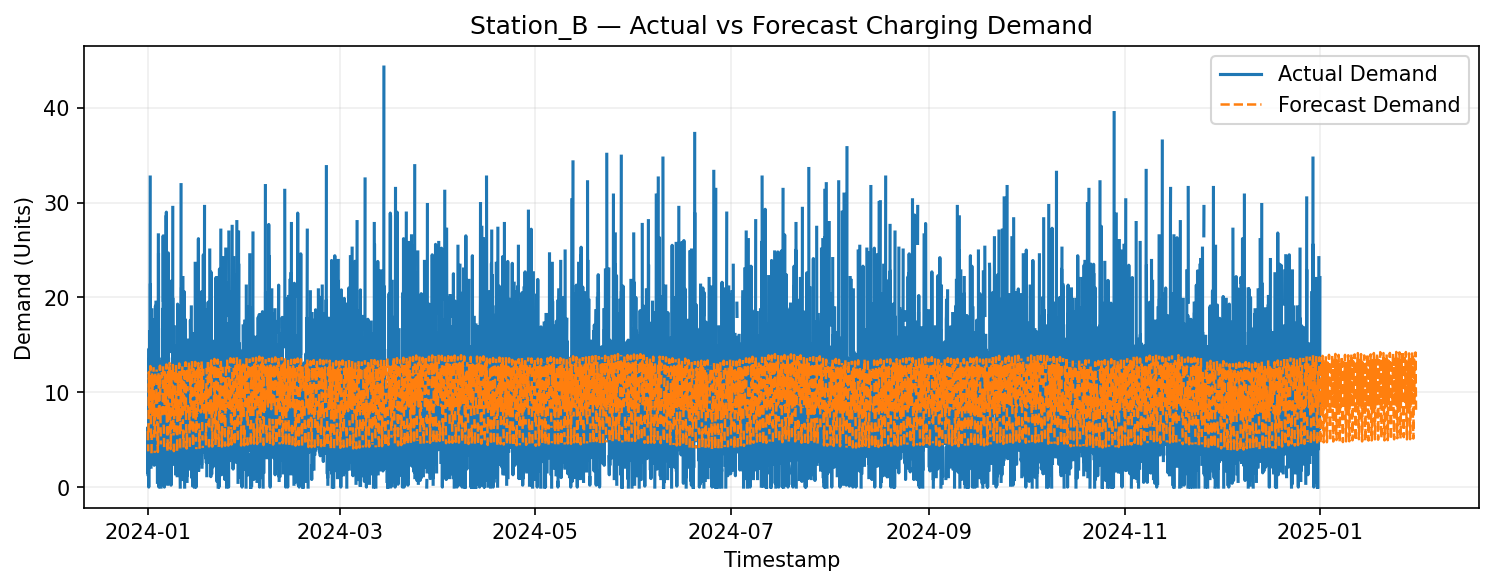 Station_B — Actual vs Forecast Charging Demand
Actual Demand
Forecast Demand
Demand (Units)
40
30
20
10
0
2024-01
2024-03
2024-05
2024-07
2024-09
2024-11
2025-01
Timestamp